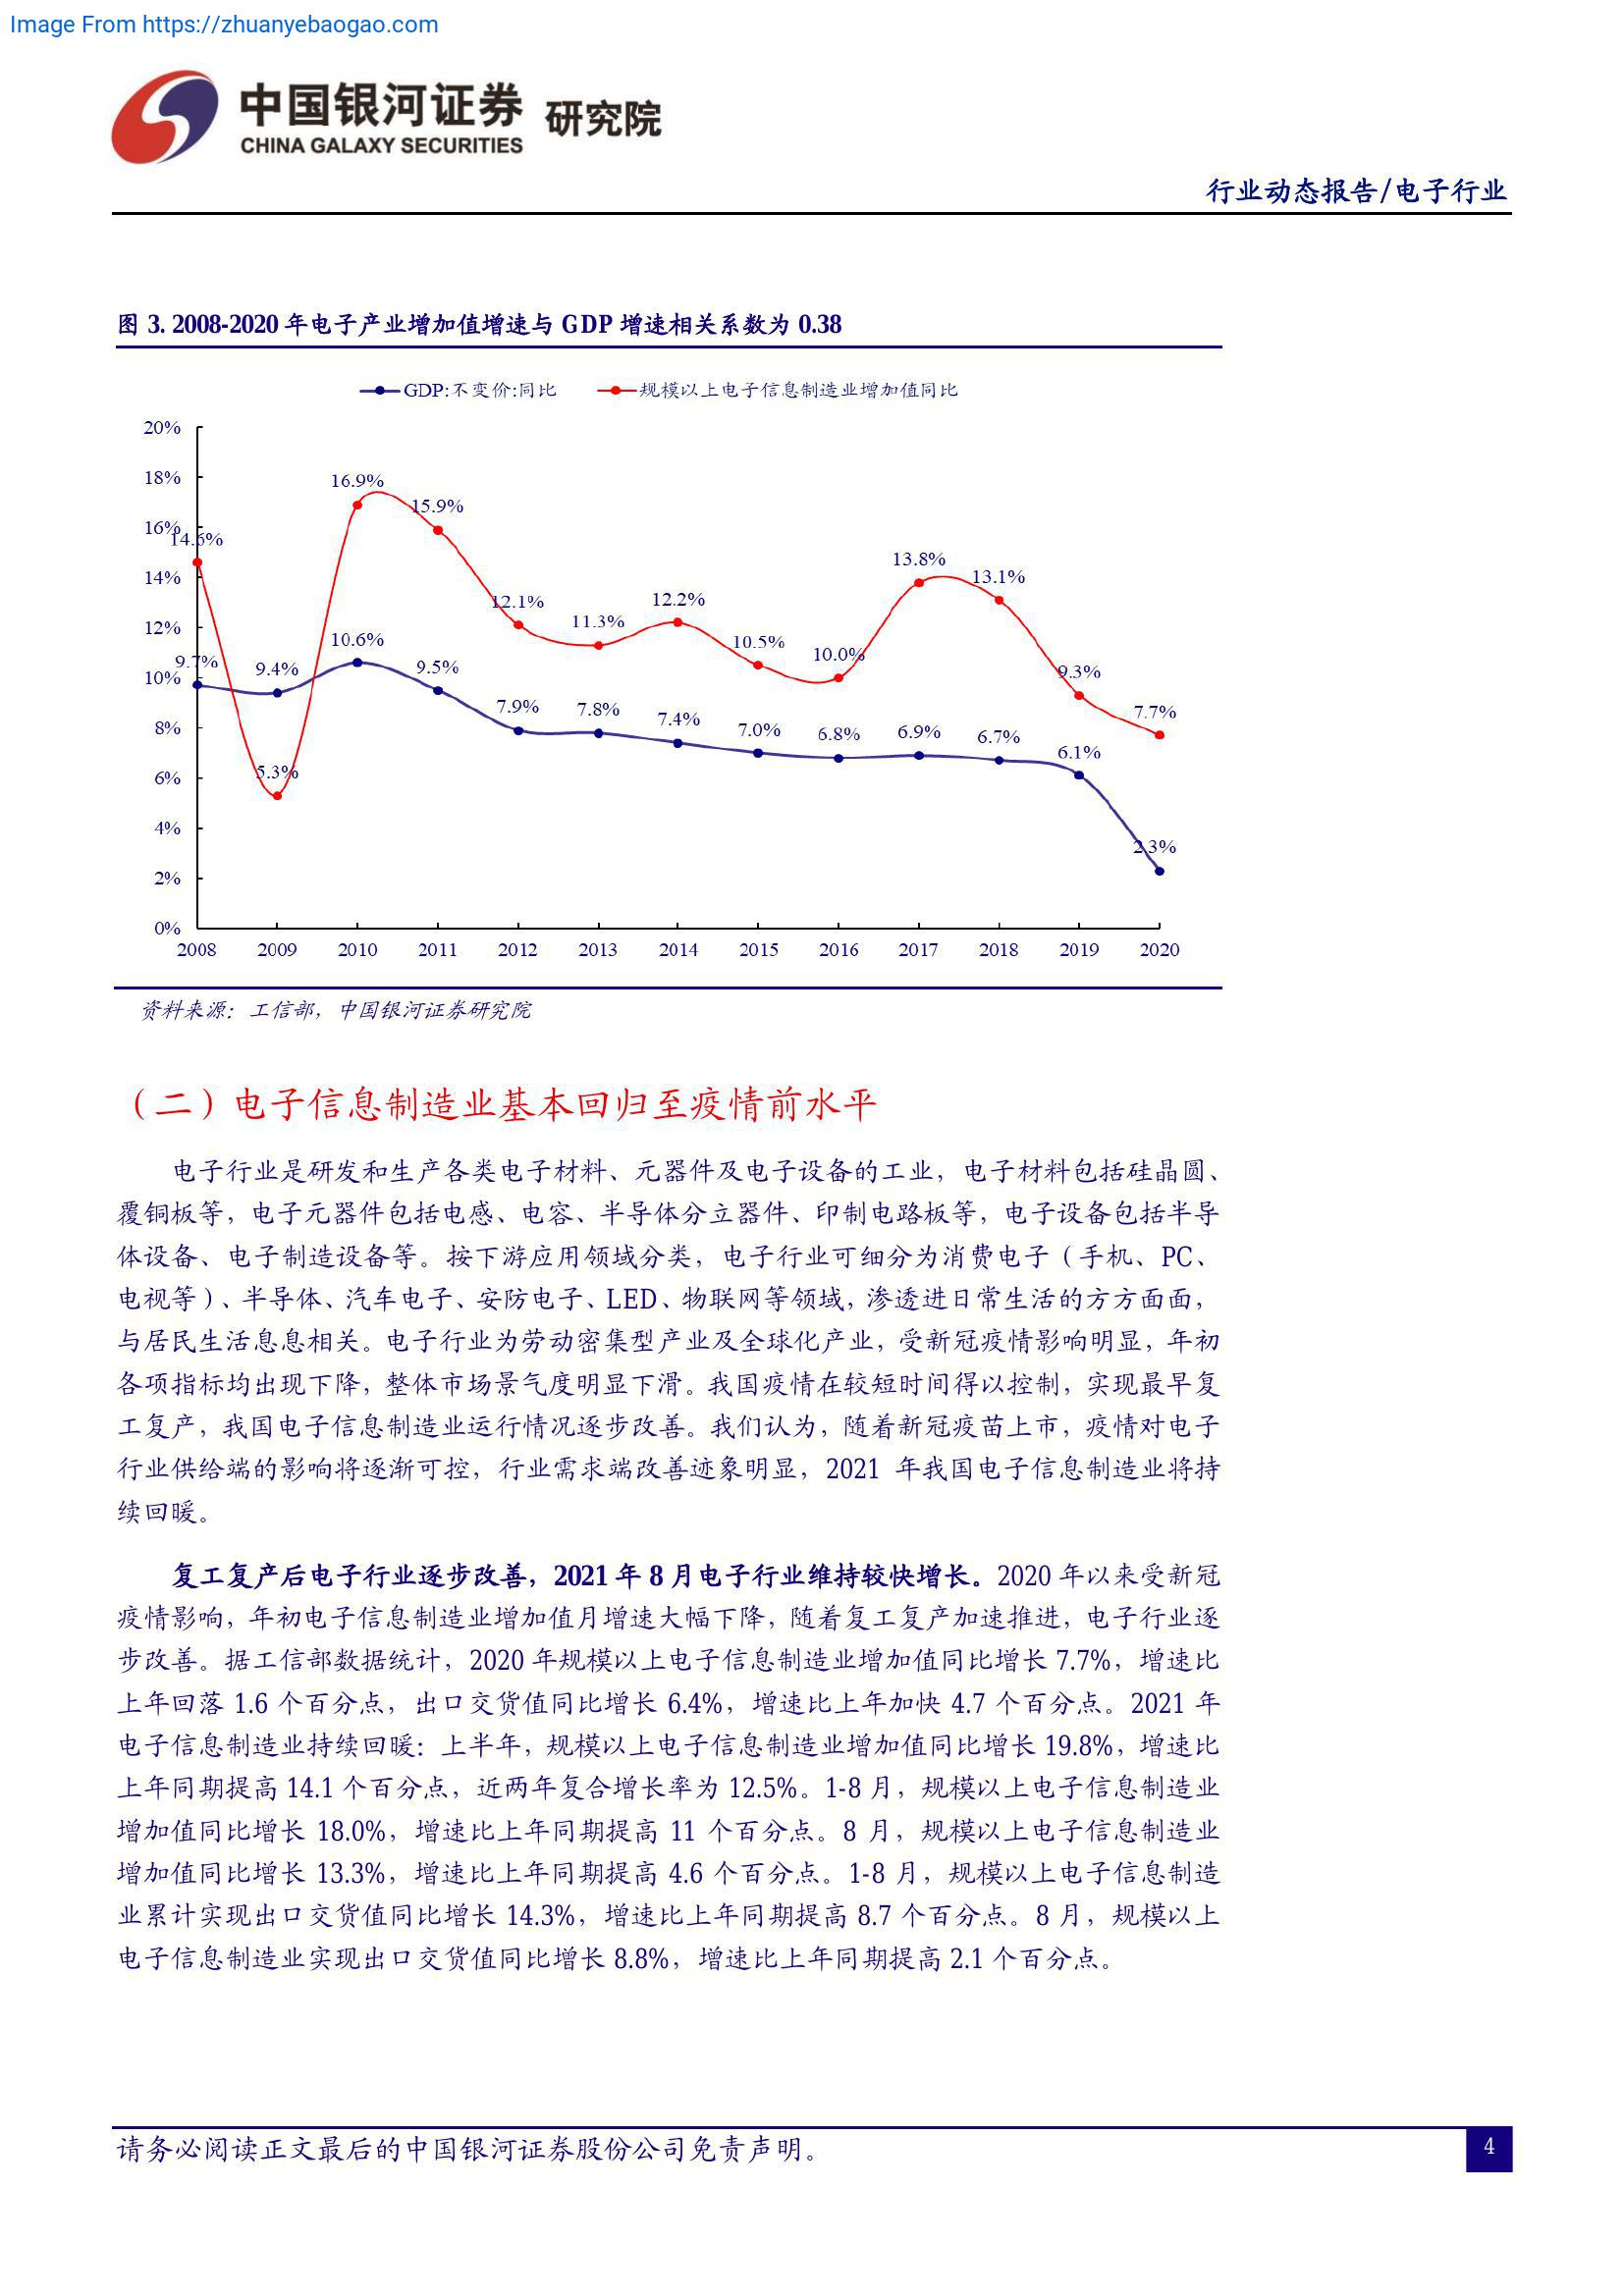 Image From https://zhuanyebaogao.com
中国银河证券 研究院
CHINA GALAXY SECURITIES
行业动态报告/电子行业
图 3. 2008-2020 年电子产业增加值增速与 GDP 增速相关系数为 0.38
GDP:不变价:同比 规模以上电子信息制造业增加值同比
20%
18%
16%
14%
12%
10%
8%
6%
4%
2%
0%
14.6% 5.3% 16.9% 15.9% 12.1% 11.3% 12.2% 10.5% 10.0% 13.8% 13.1% 9.3% 7.7%
9.7% 9.4% 10.6% 9.5% 7.9% 7.8% 7.4% 7.0% 6.8% 6.9% 6.7% 6.1% 2.3%
2008 2009 2010 2011 2012 2013 2014 2015 2016 2017 2018 2019 2020
资料来源：工信部，中国银河证券研究院
（二）电子信息制造业基本回归至疫情前水平
电子行业是研发和生产各类电子材料、元器件及电子设备的工业，电子材料包括硅晶圆、
覆铜板等，电子元器件包括电感、电容、半导体分立器件、印制电路板等，电子设备包括半导
体设备、电子制造设备等。按下游应用领域分类，电子行业可细分为消费电子（手机、PC、
电视等）、半导体、汽车电子、安防电子、LED、物联网等领域，渗透进日常生活的方方面面，
与居民生活息息相关。电子行业为劳动密集型产业及全球化产业，受新冠疫情影响明显，年初
各项指标均出现下降，整体市场景气度明显下滑。我国疫情在较短时间得以控制，实现最早复
工复产，我国电子信息制造业运行情况逐步改善。我们认为，随着新冠疫苗上市，疫情对电子
行业供给端的影响将逐渐可控，行业需求端改善迹象明显，2021 年我国电子信息制造业将持
续回暖。
复工复产后电子行业逐步改善，2021 年 8 月电子行业维持较快增长。2020 年以来受新冠
疫情影响，年初电子信息制造业增加值月增速大幅下降，随着复工复产加速推进，电子行业逐
步改善。据工信部数据统计，2020 年规模以上电子信息制造业增加值同比增长 7.7%，增速比
上年回落 1.6 个百分点，出口交货值同比增长 6.4%，增速比上年加快 4.7 个百分点。2021 年
电子信息制造业持续回暖：上半年，规模以上电子信息制造业增加值同比增长 19.8%，增速比
上年同期提高 14.1 个百分点，近两年复合增长率为 12.5%。1-8 月，规模以上电子信息制造业
增加值同比增长 18.0%，增速比上年同期提高 11 个百分点。8 月，规模以上电子信息制造业
增加值同比增长 13.3%，增速比上年同期提高 4.6 个百分点。1-8 月，规模以上电子信息制造
业累计实现出口交货值同比增长 14.3%，增速比上年同期提高 8.7 个百分点。8 月，规模以上
电子信息制造业实现出口交货值同比增长 8.8%，增速比上年同期提高 2.1 个百分点。
请务必阅读正文最后的中国银河证券股份公司免责声明。
4